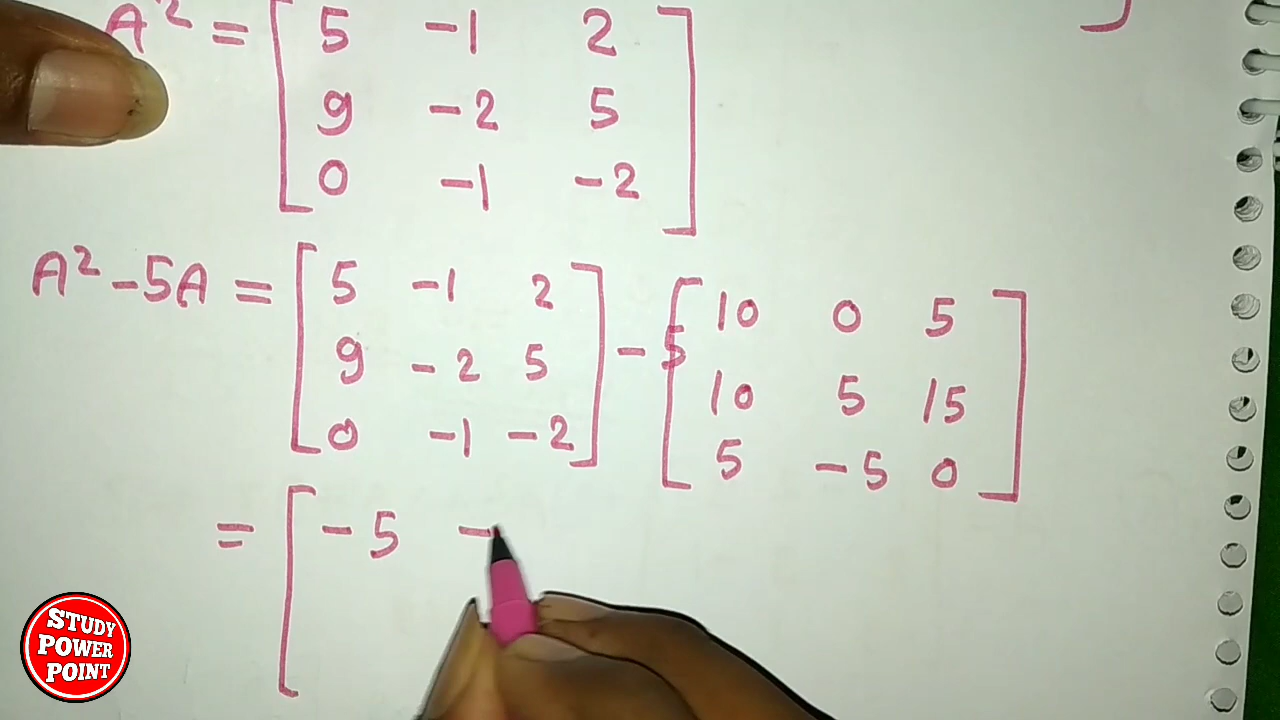 A² = [ 5 -1 2
9 -2 5
0 -1 -2 ]
A² - 5A = [ 5 -1 2 ] - 5 [ 10 0 5 ]
[ 9 -2 5 ] [ 10 5 15 ]
[ 0 -1 -2 ] [ 5 -5 0 ]
= [ -5 -
STUDY
POWER
POINT